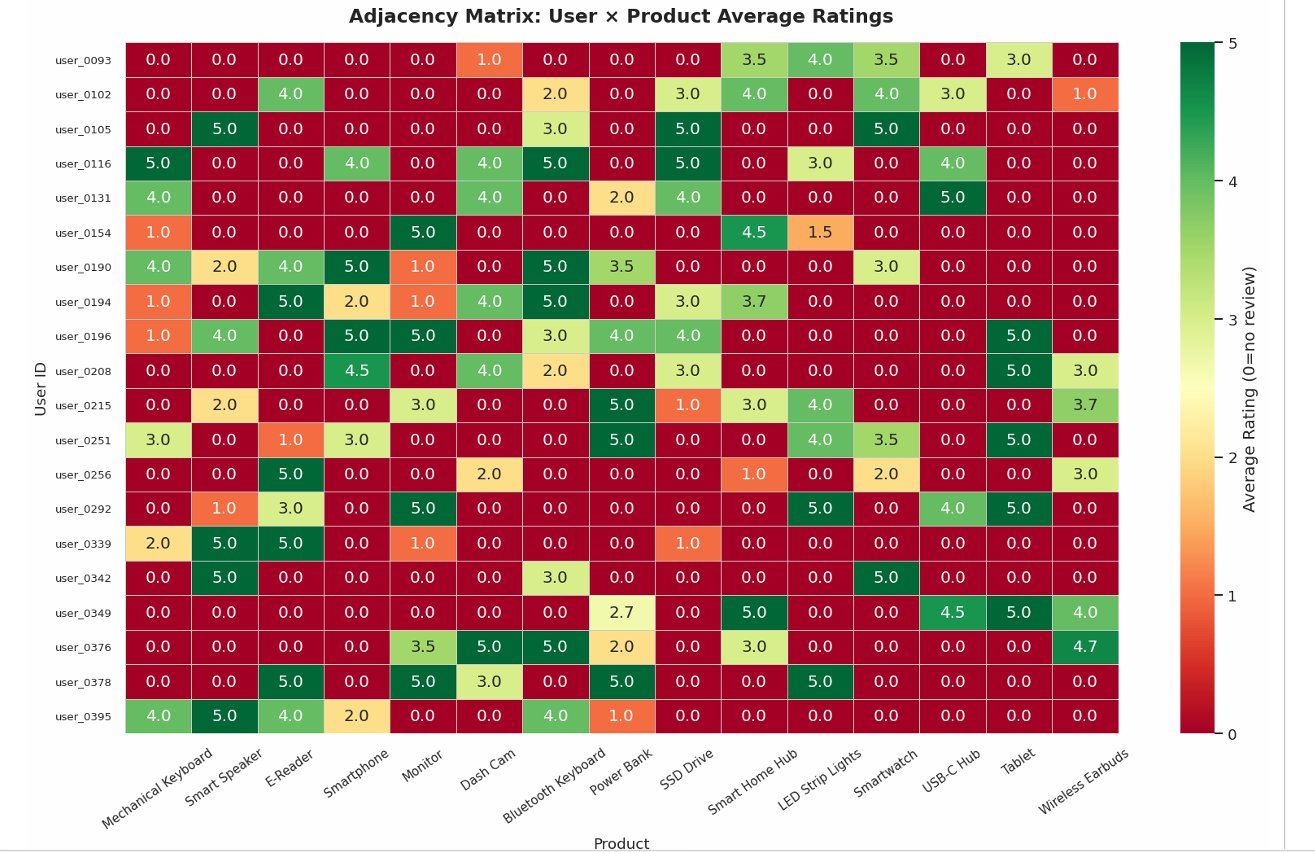 Adjacency Matrix: User × Product Average Ratings
user_0093 0.0 0.0 0.0 0.0 0.0 1.0 0.0 0.0 0.0 3.5 4.0 3.5 0.0 3.0 0.0
user_0102 0.0 0.0 4.0 0.0 0.0 0.0 2.0 0.0 3.0 4.0 0.0 4.0 3.0 0.0 1.0
user_0105 0.0 5.0 0.0 0.0 0.0 0.0 3.0 0.0 5.0 0.0 0.0 5.0 0.0 0.0 0.0
user_0116 5.0 0.0 0.0 4.0 0.0 4.0 5.0 0.0 5.0 0.0 3.0 0.0 4.0 0.0 0.0
user_0131 4.0 0.0 0.0 0.0 0.0 4.0 0.0 2.0 4.0 0.0 0.0 0.0 5.0 0.0 0.0
user_0154 1.0 0.0 0.0 0.0 5.0 0.0 0.0 0.0 0.0 4.5 1.5 0.0 0.0 0.0 0.0
user_0190 4.0 2.0 4.0 5.0 1.0 0.0 5.0 3.5 0.0 0.0 0.0 3.0 0.0 0.0 0.0
user_0194 1.0 0.0 5.0 2.0 1.0 4.0 5.0 0.0 3.0 3.7 0.0 0.0 0.0 0.0 0.0
user_0196 1.0 4.0 0.0 5.0 5.0 0.0 3.0 4.0 4.0 0.0 0.0 0.0 0.0 5.0 0.0
user_0208 0.0 0.0 0.0 4.5 0.0 4.0 2.0 0.0 3.0 0.0 0.0 0.0 0.0 5.0 3.0
user_0215 0.0 2.0 0.0 0.0 3.0 0.0 0.0 5.0 1.0 3.0 4.0 0.0 0.0 0.0 3.7
user_0251 3.0 0.0 1.0 3.0 0.0 0.0 0.0 5.0 0.0 0.0 4.0 3.5 0.0 5.0 0.0
user_0256 0.0 0.0 5.0 0.0 0.0 2.0 0.0 0.0 0.0 1.0 0.0 2.0 0.0 0.0 3.0
user_0292 0.0 1.0 3.0 0.0 5.0 0.0 0.0 0.0 0.0 0.0 5.0 0.0 4.0 5.0 0.0
user_0339 2.0 5.0 5.0 0.0 1.0 0.0 0.0 0.0 1.0 0.0 0.0 0.0 0.0 0.0 0.0
user_0342 0.0 5.0 0.0 0.0 0.0 0.0 3.0 0.0 0.0 0.0 0.0 5.0 0.0 0.0 0.0
user_0349 0.0 0.0 0.0 0.0 0.0 0.0 0.0 2.7 0.0 5.0 0.0 0.0 4.5 5.0 4.0
user_0376 0.0 0.0 0.0 0.0 3.5 5.0 5.0 2.0 0.0 3.0 0.0 0.0 0.0 0.0 4.7
user_0378 0.0 0.0 5.0 0.0 5.0 3.0 0.0 5.0 0.0 0.0 5.0 0.0 0.0 0.0 0.0
user_0395 4.0 5.0 4.0 2.0 0.0 0.0 4.0 1.0 0.0 0.0 0.0 0.0 0.0 0.0 0.0
User ID
Mechanical Keyboard
Smart Speaker
E-Reader
Smartphone
Monitor
Dash Cam
Bluetooth Keyboard
Power Bank
SSD Drive
Smart Home Hub
LED Strip Lights
Smartwatch
USB-C Hub
Tablet
Wireless Earbuds
Product
5
4
3
2
1
0
Average Rating (0=no review)